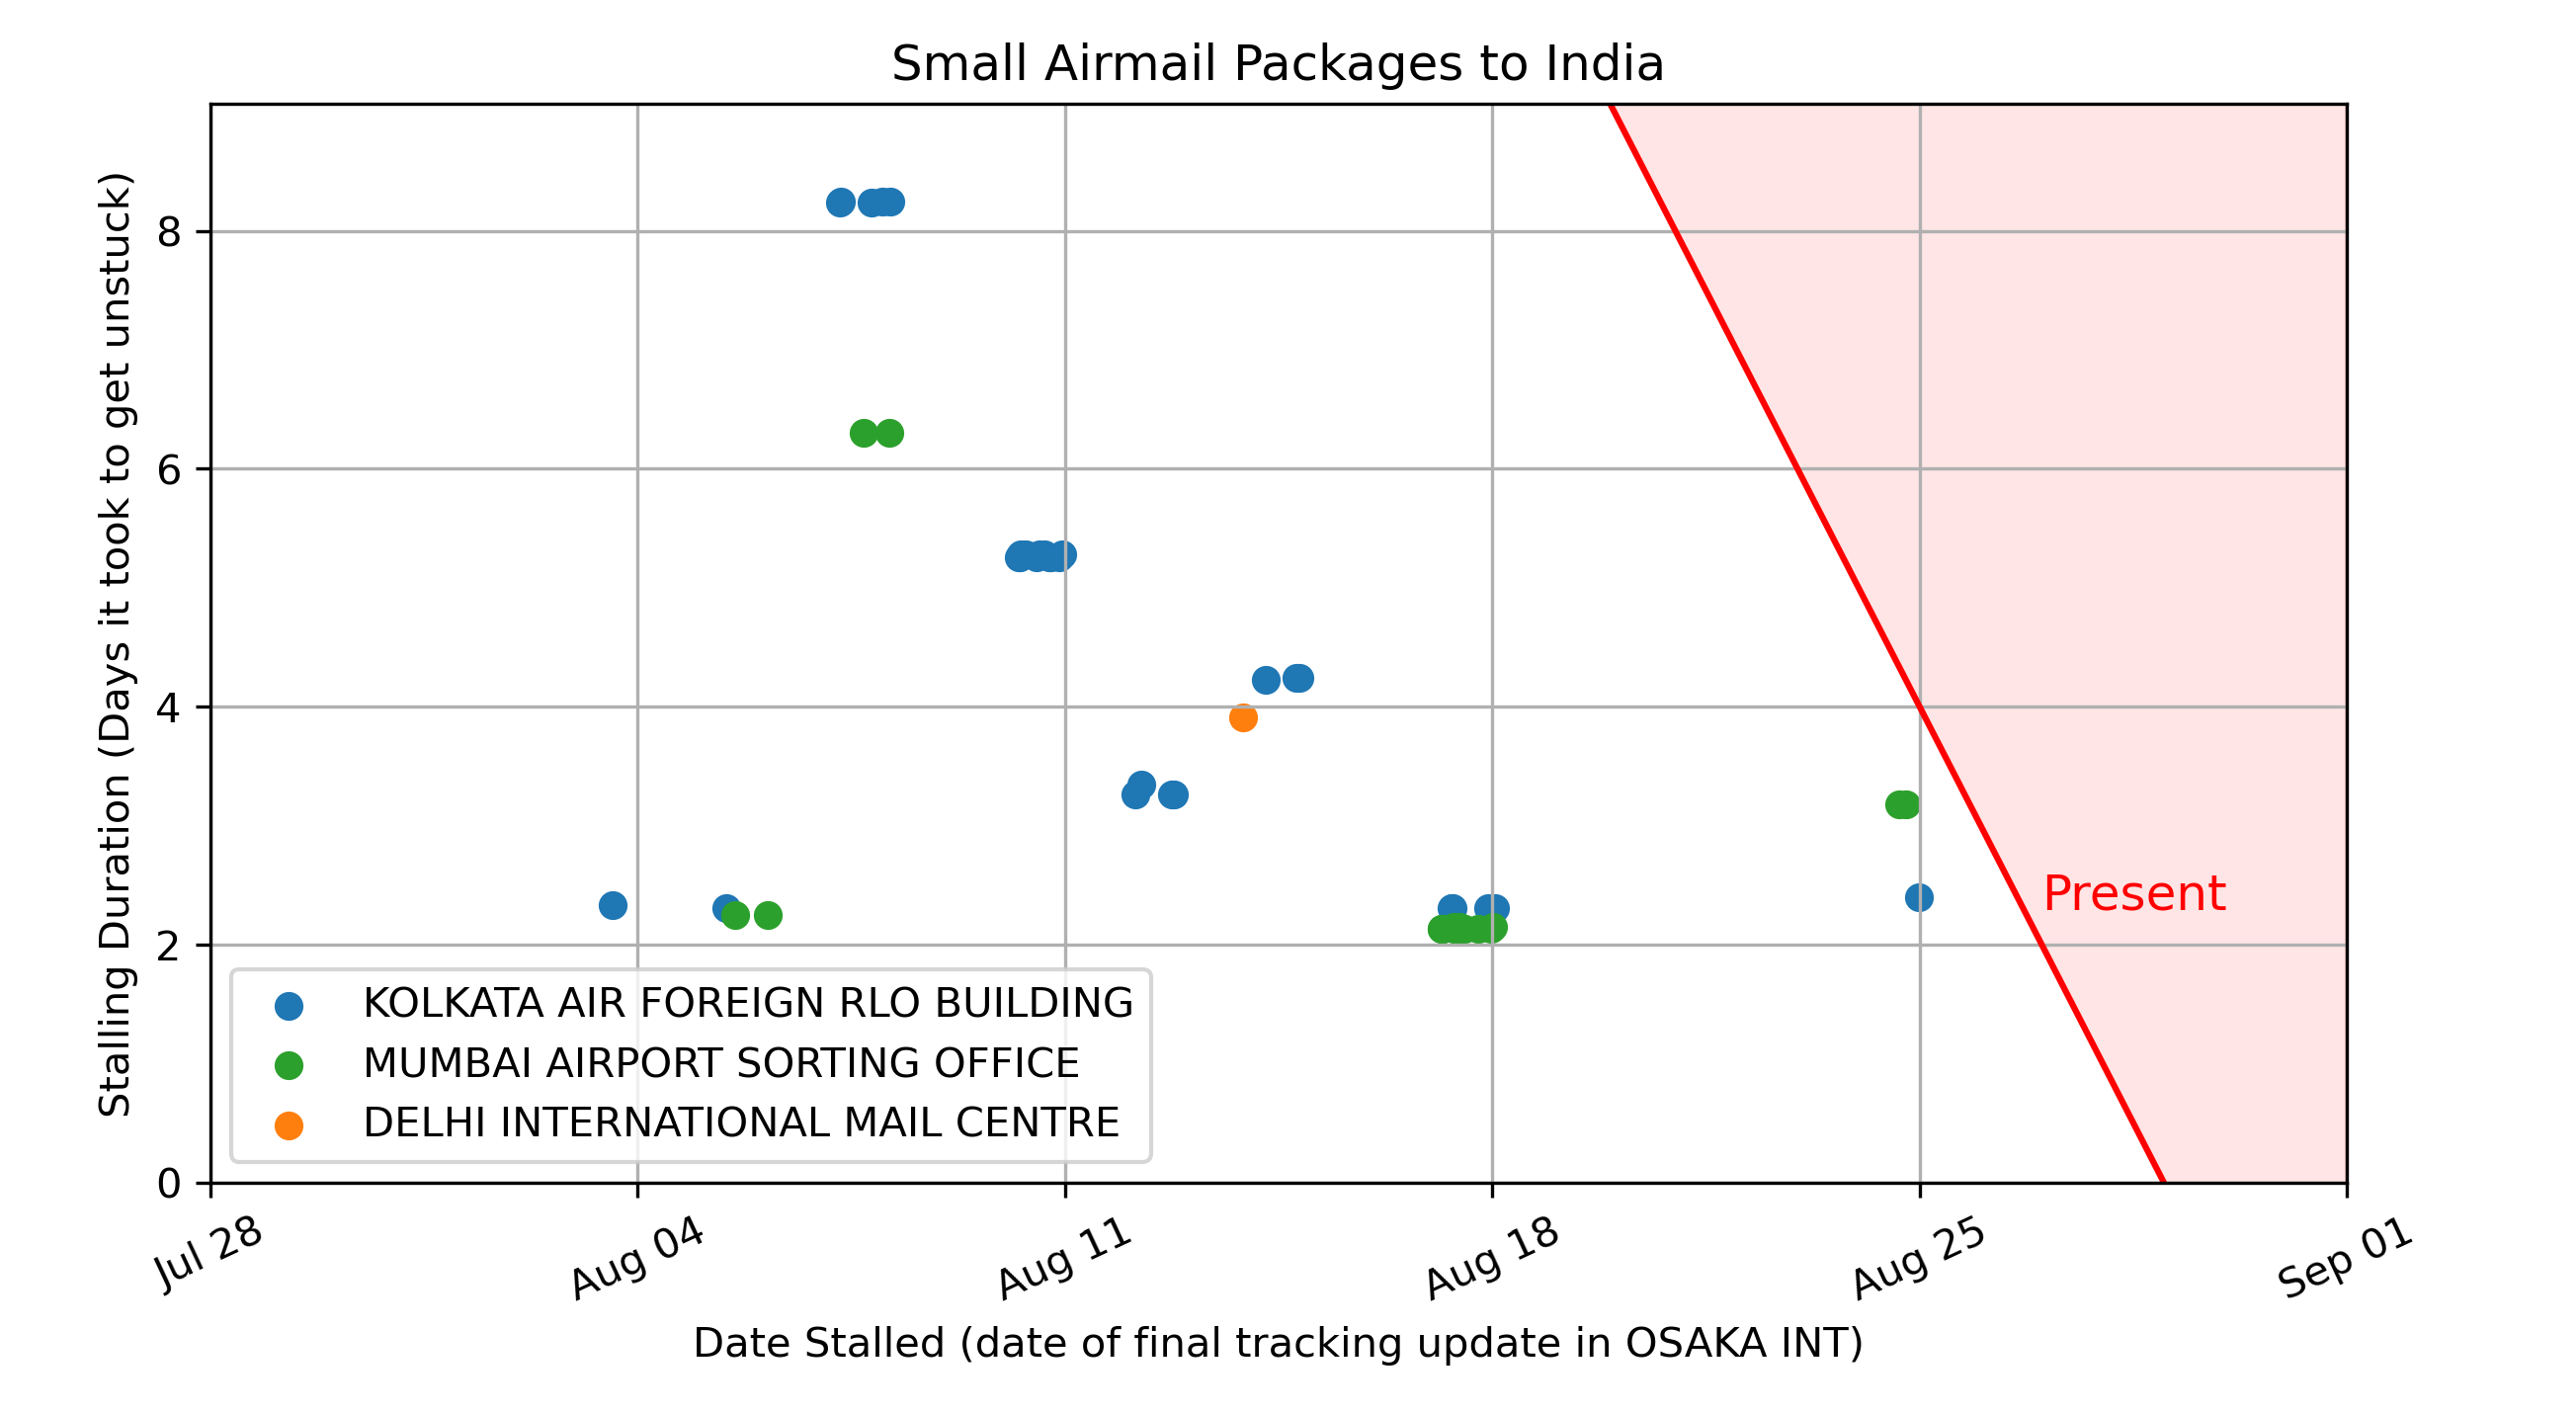 Small Airmail Packages to India
Stalling Duration (Days it took to get unstuck)
8
6
4
2
0
Present
KOLKATA AIR FOREIGN RLO BUILDING
MUMBAI AIRPORT SORTING OFFICE
DELHI INTERNATIONAL MAIL CENTRE
Jul 28
Aug 04
Aug 11
Aug 18
Aug 25
Sep 01
Date Stalled (date of final tracking update in OSAKA INT)